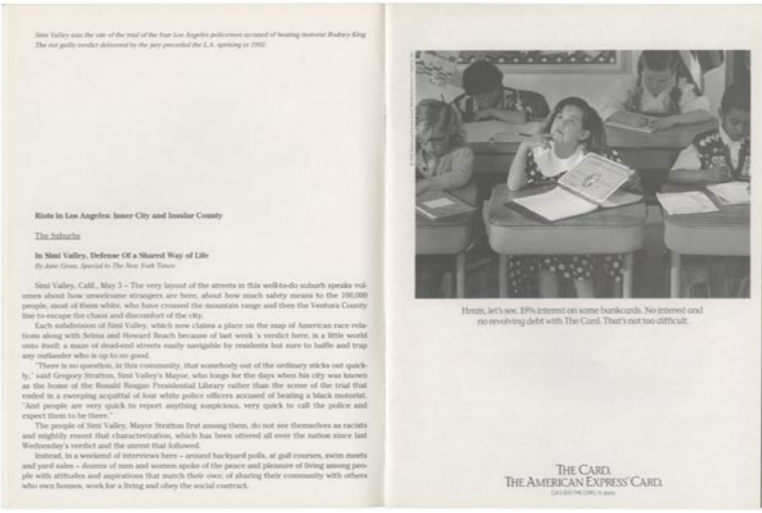 Simi Valley was the site of the trial of the four Los Angeles policemen accused of beating motorist Rodney King.
The not guilty verdict delivered by the jury preceded the L.A. uprising in 1992.
Riots in Los Angeles: Inner City and Insular County
The Suburbs
In Simi Valley, Defense Of a Shared Way of Life
By Jane Gross, Special to The New York Times
Simi Valley, Calif., May 3 – The very layout of the streets in this well-to-do suburb speaks vol-
umes about how unwelcome strangers are here, about how much safety means to the 100,000
people, most of them white, who have crossed the mountain range and then the Ventura County
line to escape the chaos and discomfort of the city.
Each subdivision of Simi Valley, which now claims a place on the map of American race rela-
tions along with Selma and Howard Beach because of last week 's verdict here, is a little world
onto itself: a maze of dead-end streets easily navigable by residents but sure to baffle and trap
any outlander who is up to no good.
"There is no question, in this community, that somebody out of the ordinary sticks out quick-
ly," said Gregory Stratton, Simi Valley's Mayor, who longs for the days when his city was known
as the home of the Ronald Reagan Presidential Library rather than the scene of the trial that
ended in a sweeping acquittal of four white police officers accused of beating a black motorist.
"And people are very quick to report anything suspicious, very quick to call the police and
expect them to be there."
The people of Simi Valley, Mayor Stratton first among them, do not see themselves as racists
and mightily resent that characterization, which has been uttered all over the nation since last
Wednesday's verdict and the unrest that followed.
Instead, in a weekend of interviews here – around backyard polls, at golf courses, swim meets
and yard sales – dozens of men and women spoke of the peace and pleasure of living among peo-
ple with attitudes and aspirations that match their own; of sharing their community with others
who own houses, work for a living and obey the social contract.
Hmm, let's see. 19% interest on some bankcards. No interest and
no revolving debt with The Card. That's not too difficult.
THE CARD.
THE AMERICAN EXPRESS® CARD.
Call 1-800-THE CARD to apply.